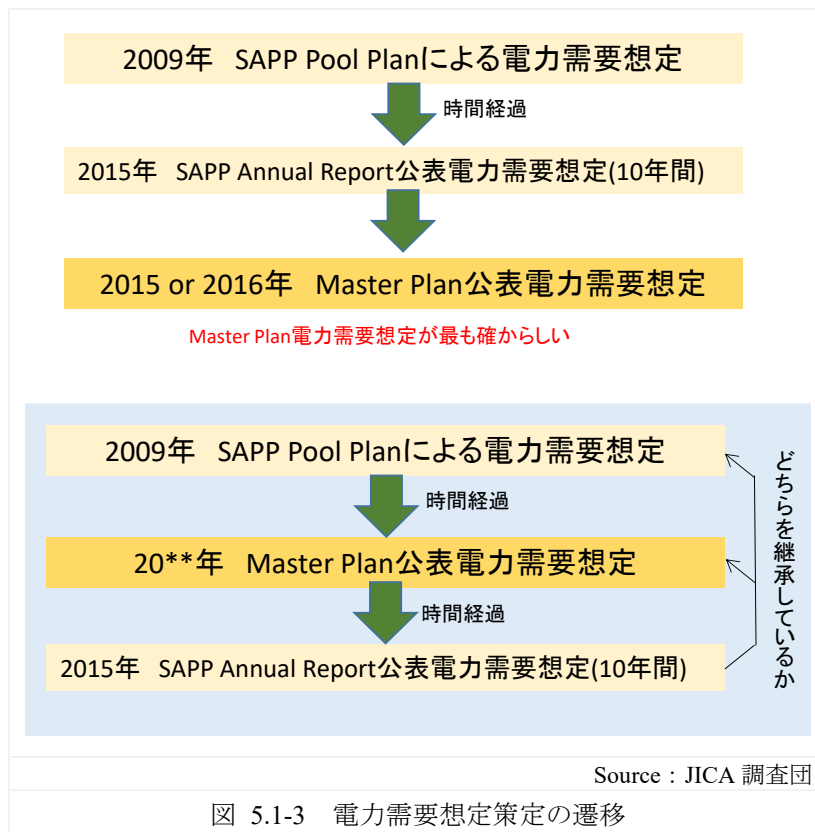 2009年 SAPP Pool Planによる電力需要想定
時間経過
2015年 SAPP Annual Report公表電力需要想定(10年間)
2015 or 2016年 Master Plan公表電力需要想定
Master Plan電力需要想定が最も確からしい
2009年 SAPP Pool Planによる電力需要想定
時間経過
20**年 Master Plan公表電力需要想定
時間経過
2015年 SAPP Annual Report公表電力需要想定(10年間)
どちらを継承しているか
Source：JICA 調査団
図 5.1-3 電力需要想定策定の遷移